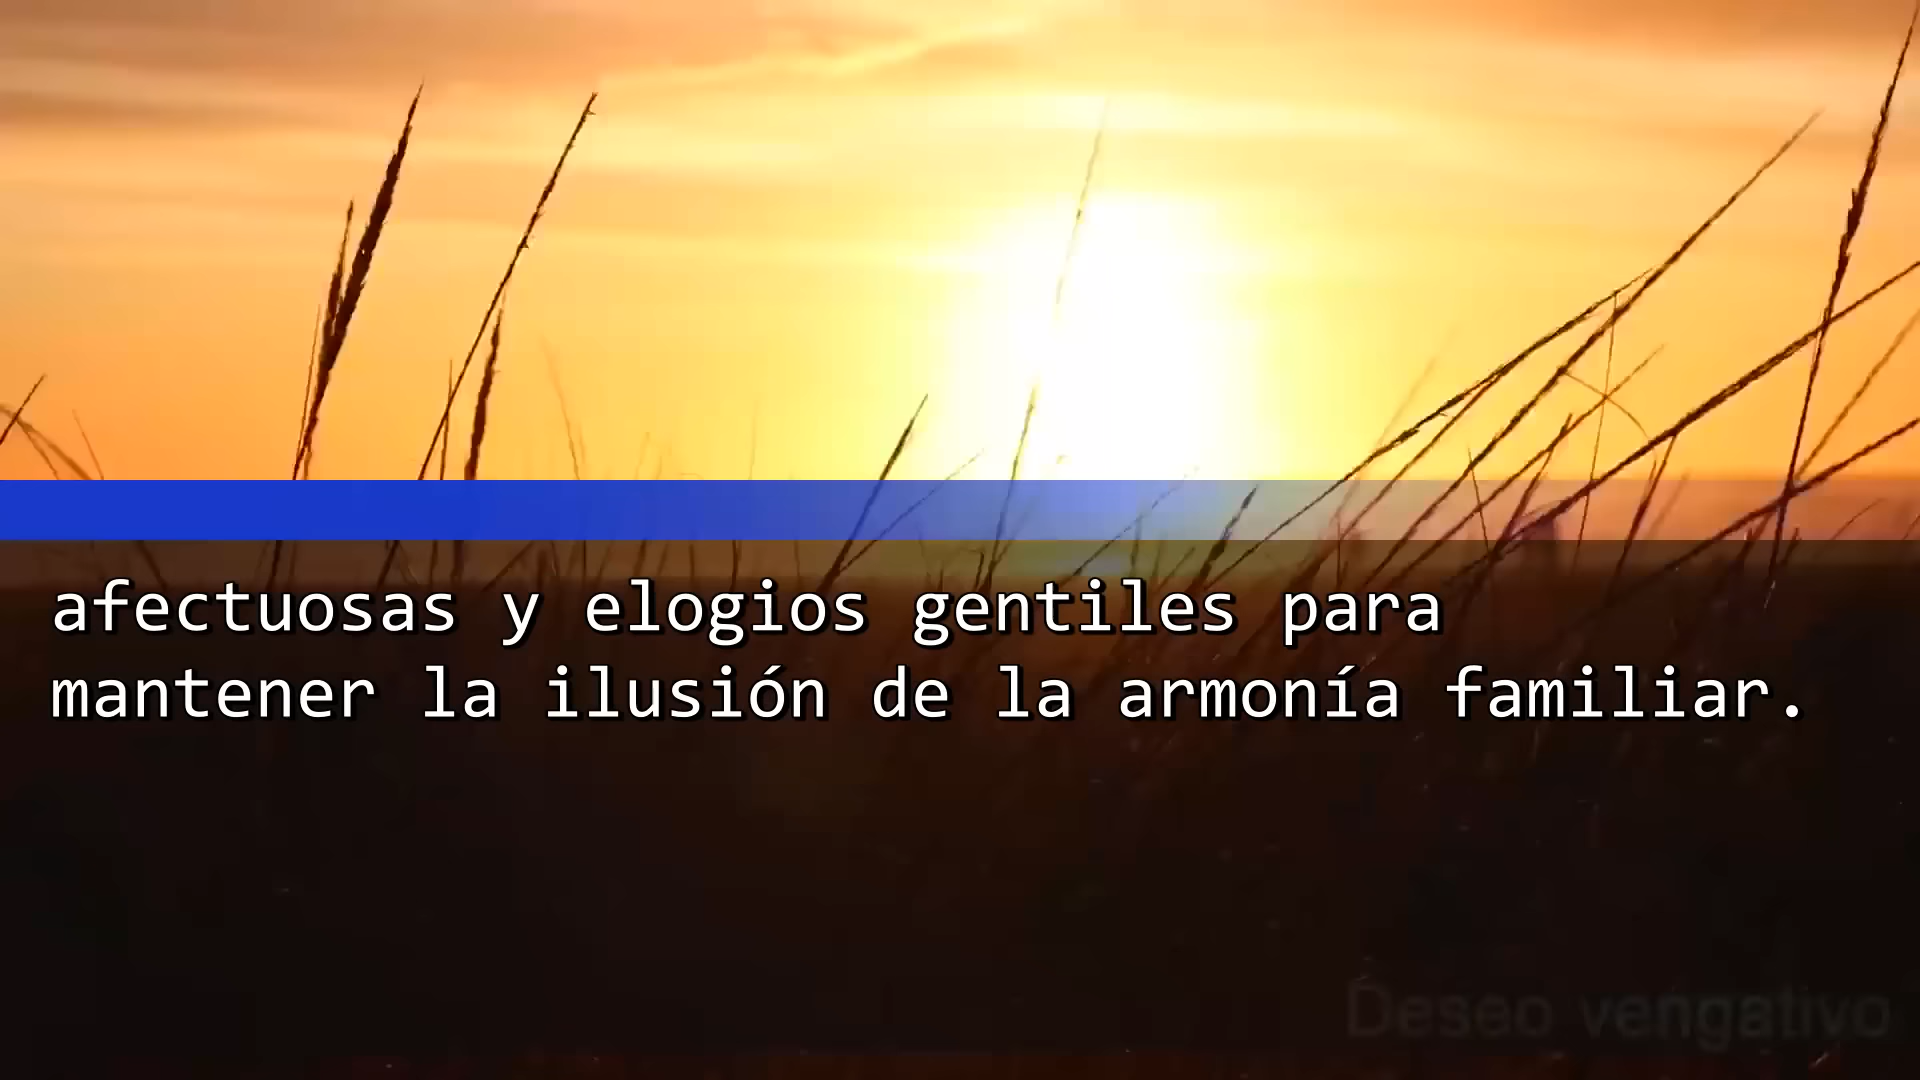 afectuosas y elogios gentiles para
mantener la ilusión de la armonía familiar.
Deseo vengativo